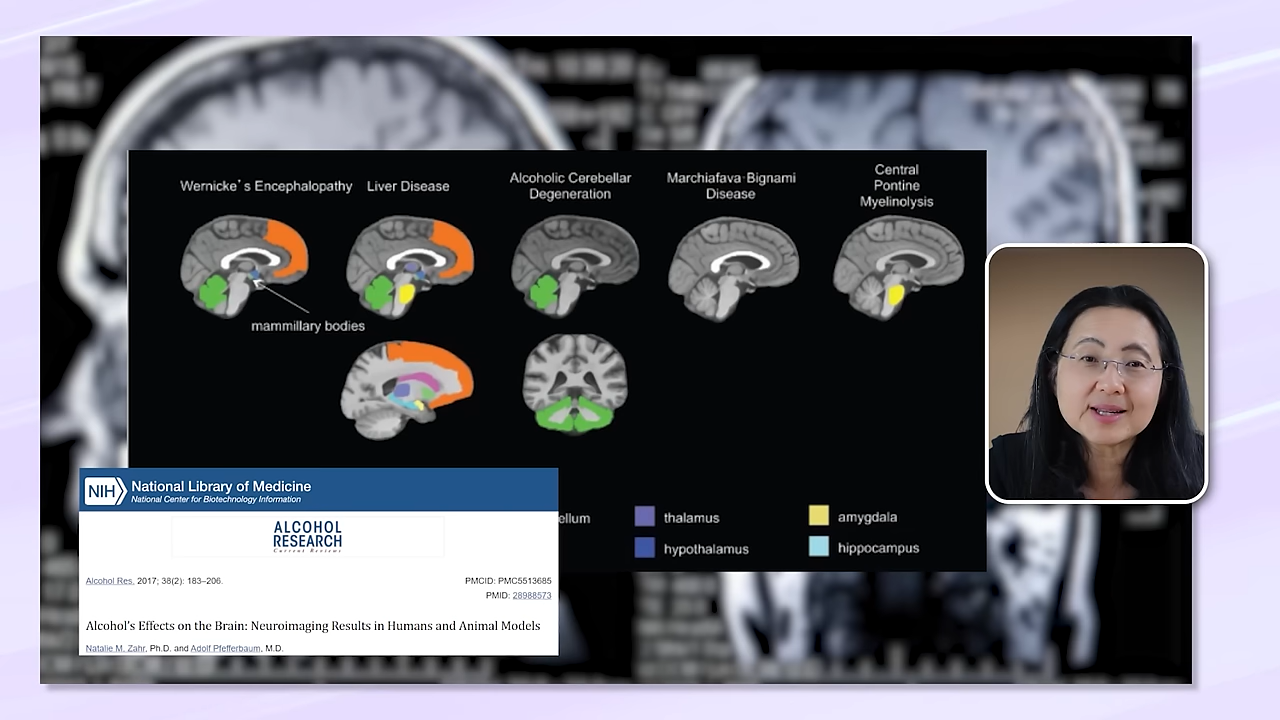 Wernicke's Encephalopathy
Liver Disease
Alcoholic Cerebellar
Degeneration
Marchiafava-Bignami
Disease
Central
Pontine
Myelinolysis
mammillary bodies
ellum
thalamus
amygdala
hypothalamus
hippocampus
NIH
National Library of Medicine
National Center for Biotechnology Information
ALCOHOL
RESEARCH
Current Reviews
Alcohol Res. 2017; 38(2): 183–206.
PMCID: PMC5513685
PMID: 28988573
Alcohol's Effects on the Brain: Neuroimaging Results in Humans and Animal Models
Natalie M. Zahr, Ph.D. and Adolf Pfefferbaum, M.D.